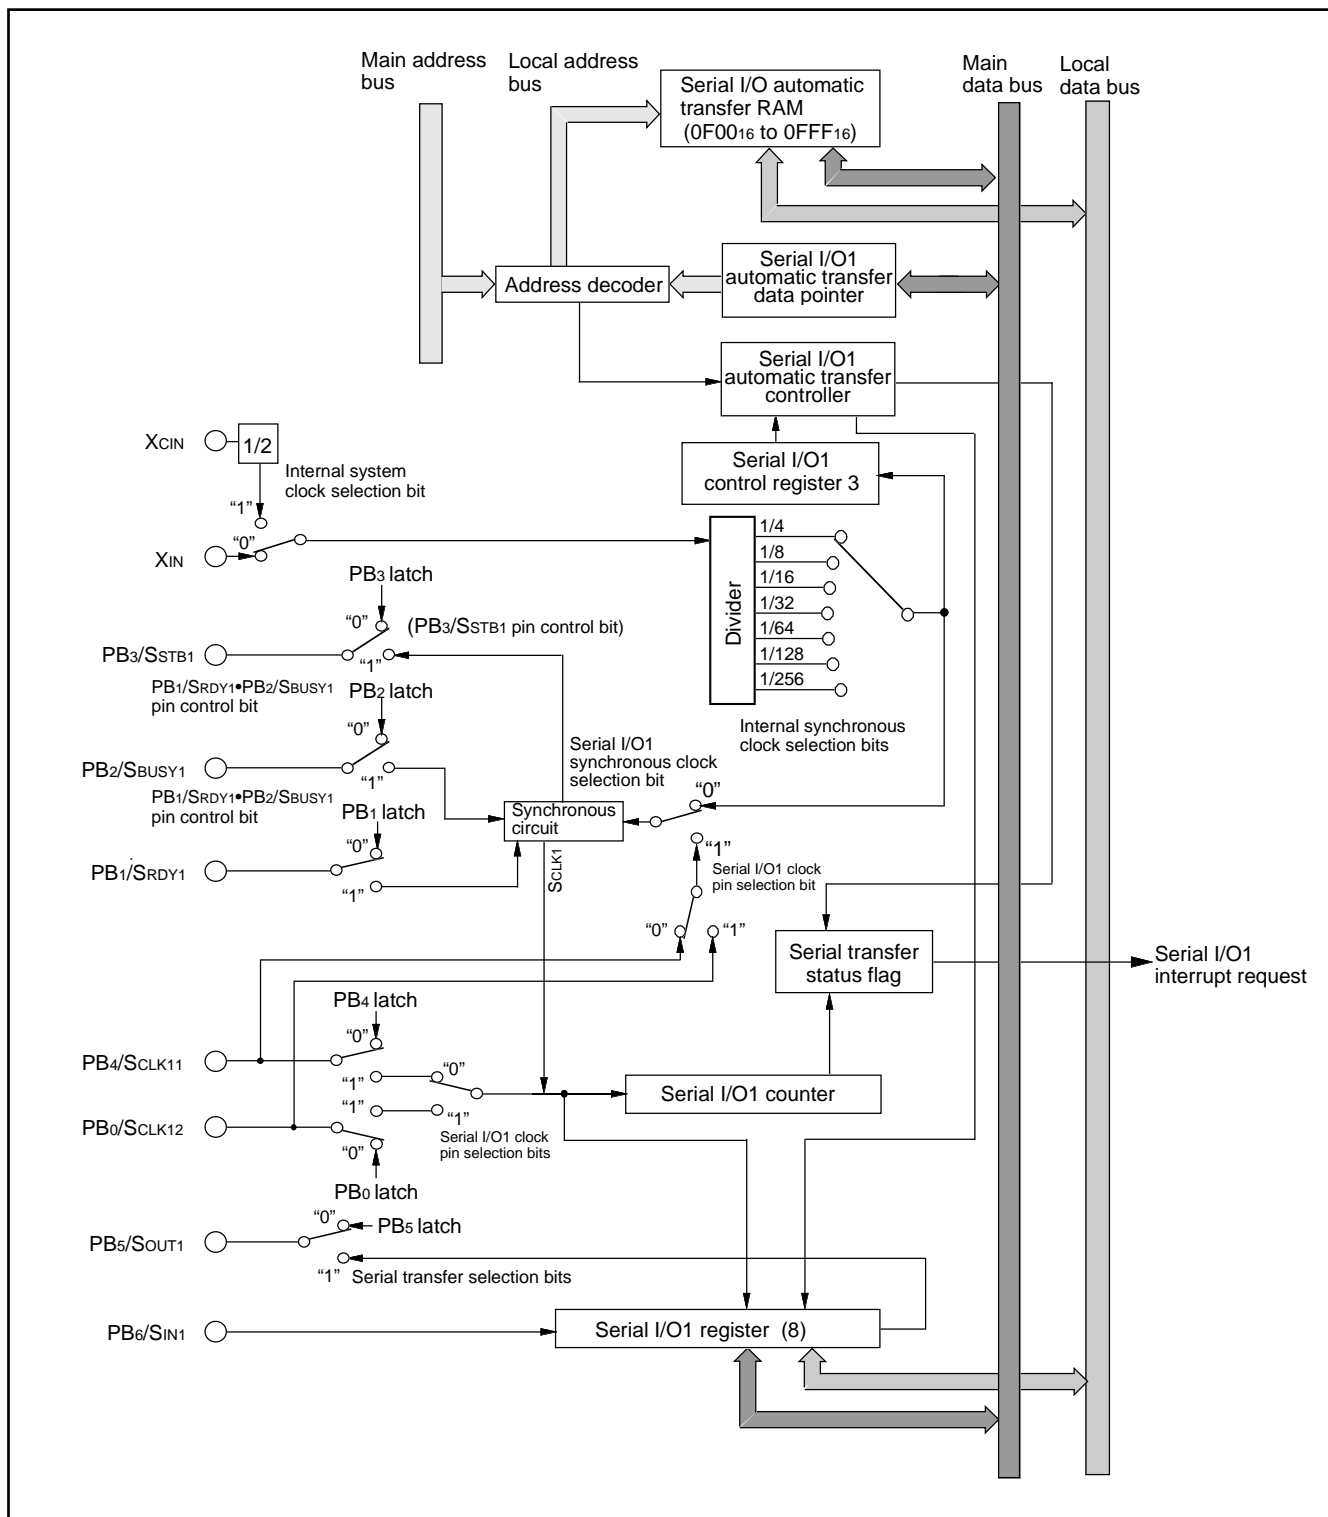 Main address
bus
Local address
bus
Serial I/O automatic
transfer RAM
(0F00₁₆ to 0FFF₁₆)
Main
data bus
Local
data bus
Address decoder
Serial I/O1
automatic transfer
data pointer
Serial I/O1
automatic transfer
controller
XCIN
1/2
Internal system
clock selection bit
“1”
“0”
XIN
Serial I/O1
control register 3
Divider
1/4
1/8
1/16
1/32
1/64
1/128
1/256
Internal synchronous
clock selection bits
PB₃ latch
“0”
(PB₃/SSTB1 pin control bit)
PB₃/SSTB1
“1”
PB₁/SRDY1•PB₂/SBUSY1
pin control bit
PB₂ latch
“0”
PB₂/SBUSY1
“1”
Serial I/O1
synchronous clock
selection bit
“0”
PB₁/SRDY1•PB₂/SBUSY1
pin control bit
PB₁ latch
Synchronous
circuit
“0”
“1”
PB₁/SRDY1
“1”
SCLK1
Serial I/O1 clock
pin selection bit
“0”
“1”
Serial transfer
status flag
Serial I/O1
interrupt request
PB₄ latch
“0”
PB₄/SCLK11
“1”
“0”
Serial I/O1 counter
“1”
“1”
PB₀/SCLK12
Serial I/O1 clock
pin selection bits
“0”
PB₀ latch
“0”
PB₅ latch
PB₅/SOUT1
“1”
Serial transfer selection bits
PB₆/SIN1
Serial I/O1 register (8)